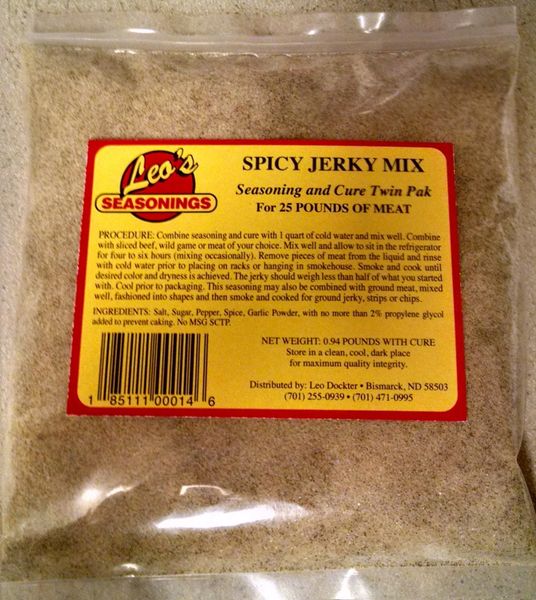 Leo's
SEASONINGS
SPICY JERKY MIX
Seasoning and Cure Twin Pak
For 25 POUNDS OF MEAT
PROCEDURE: Combine seasoning and cure with 1 quart of cold water and mix well. Combine
with sliced beef, wild game or meat of your choice. Mix well and allow to sit in the refrigerator
for four to six hours (mixing occasionally). Remove pieces of meat from the liquid and rinse
with cold water prior to placing on racks or hanging in smokehouse. Smoke and cook until
desired color and dryness is achieved. The jerky should weigh less than half of what you started
with. Cool prior to packaging. This seasoning may also be combined with ground meat, mixed
well, fashioned into shapes and then smoke and cooked for ground jerky, strips or chips.
INGREDIENTS: Salt, Sugar, Pepper, Spice, Garlic Powder, with no more than 2% propylene glycol
added to prevent caking. No MSG SCTP.
NET WEIGHT: 0.94 POUNDS WITH CURE
Store in a clean, cool, dark place
for maximum quality integrity.
Distributed by: Leo Dockter • Bismarck, ND 58503
(701) 255-0939 • (701) 471-0995
1 85111 00014 6